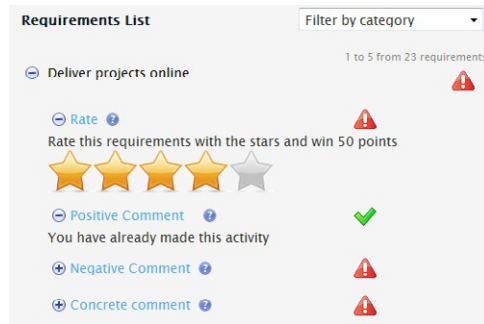 Requirements List
Filter by category
1 to 5 from 23 requirements
Deliver projects online
Rate ?
Rate this requirements with the stars and win 50 points
Positive Comment ?
You have already made this activity
Negative Comment ?
Concrete comment ?